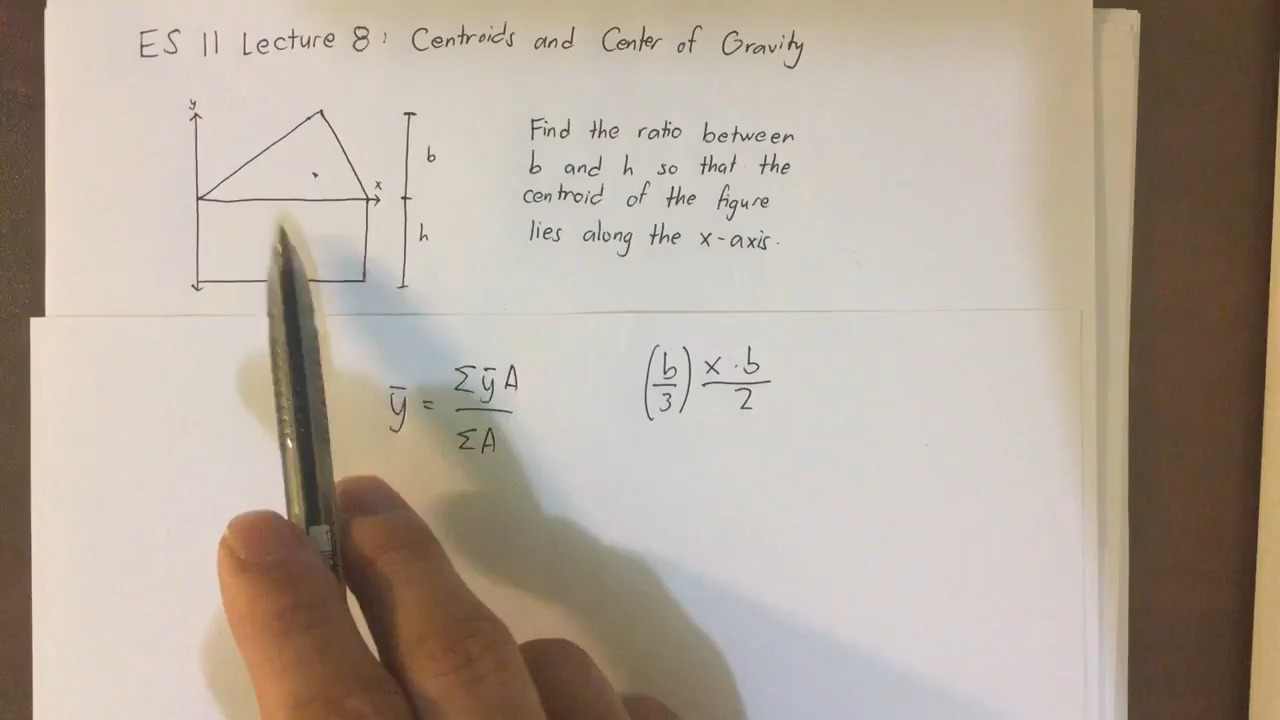 ES 11 Lecture 8: Centroids and Center of Gravity
y
x
b
h
Find the ratio between
b and h so that the
centroid of the figure
lies along the x-axis.
ȳ = ΣȳA / ΣA
(b/3) x·b / 2